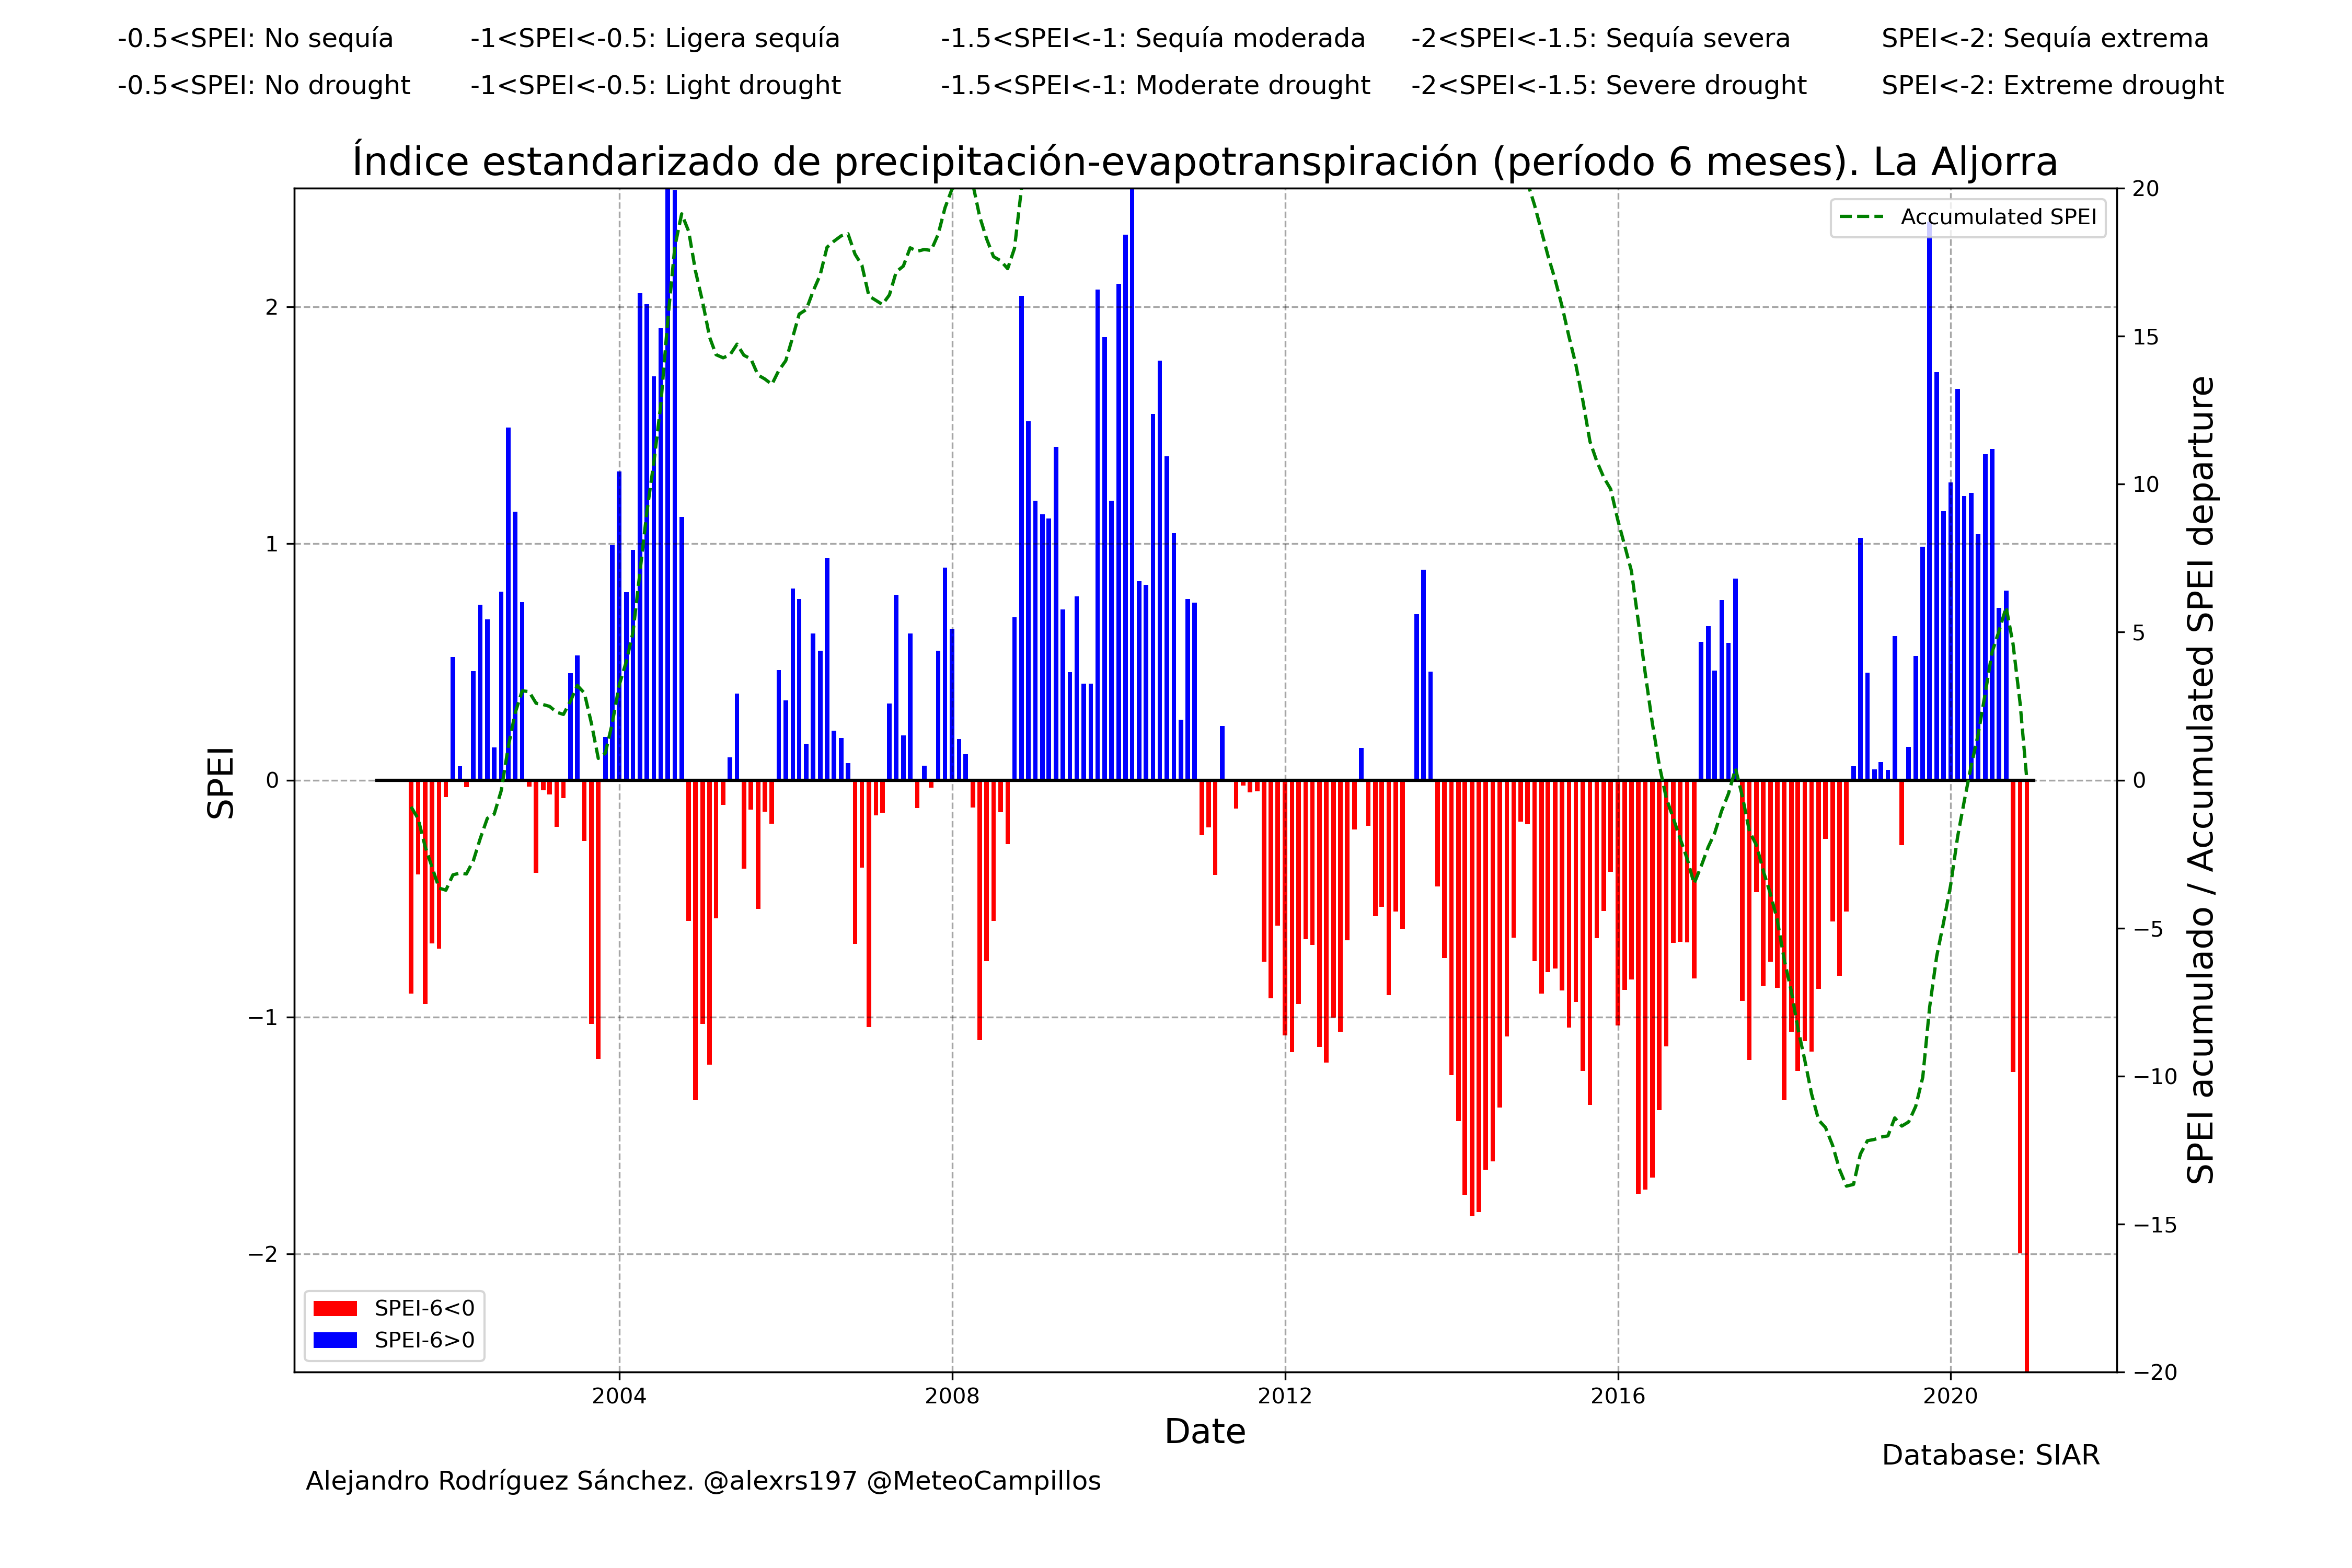 -0.5<SPEI: No sequía -1<SPEI<-0.5: Ligera sequía -1.5<SPEI<-1: Sequía moderada -2<SPEI<-1.5: Sequía severa SPEI<-2: Sequía extrema
-0.5<SPEI: No drought -1<SPEI<-0.5: Light drought -1.5<SPEI<-1: Moderate drought -2<SPEI<-1.5: Severe drought SPEI<-2: Extreme drought
Índice estandarizado de precipitación-evapotranspiración (período 6 meses). La Aljorra
Accumulated SPEI
2
1
0
−1
−2
SPEI
20
15
10
5
0
−5
−10
−15
−20
SPEI acumulado / Accumulated SPEI departure
SPEI-6<0
SPEI-6>0
2004 2008 2012 2016 2020
Date
Database: SIAR
Alejandro Rodríguez Sánchez. @alexrs197 @MeteoCampillos